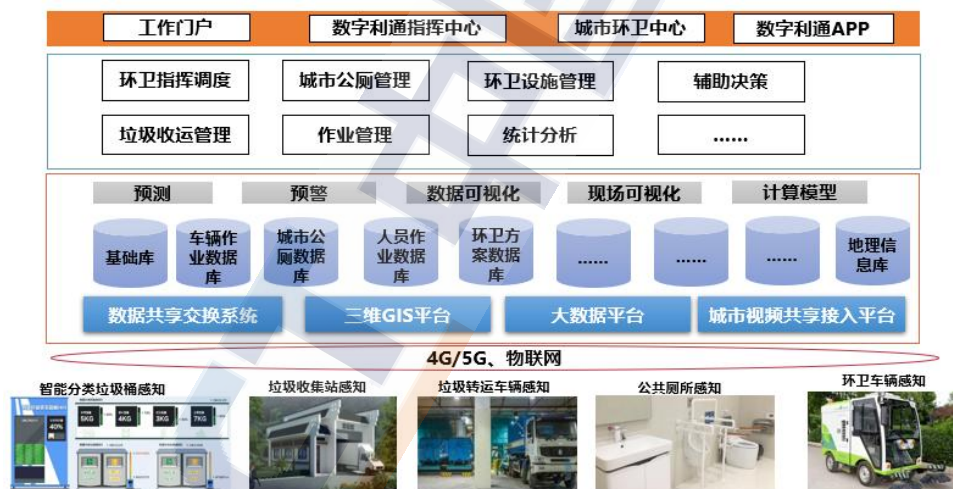 工作门户
数字利通指挥中心
城市环卫中心
数字利通APP
环卫指挥调度
城市公厕管理
环卫设施管理
辅助决策
垃圾收运管理
作业管理
统计分析
......
预测
预警
数据可视化
现场可视化
计算模型
基础库
车辆作
业数据
库
城市公
厕数据
库
人员作
业数据
库
环卫方
案数据
库
......
......
......
地理信
息库
数据共享交换系统
三维GIS平台
大数据平台
城市视频共享接入平台
4G/5G、物联网
智能分类垃圾桶感知
垃圾收集站感知
垃圾转运车辆感知
公共厕所感知
环卫车辆感知
40%
5KG
4KG
3KG
7KG